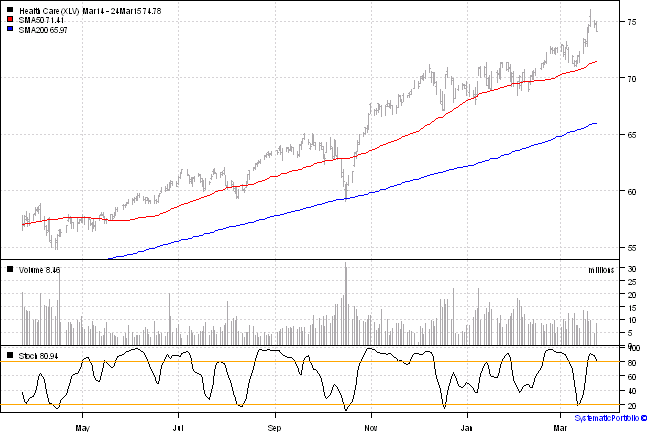 Health Care (XLV) Mar14 - 24Mar15 74.78
SMA50 71.41
SMA200 65.97
75
70
65
60
55
Volume 8.46
millions
30
25
20
15
10
5
0
Stoch 80.94
100
80
60
40
20
May
Jul
Sep
Nov
Jan
Mar
SystematicPortfolio ©